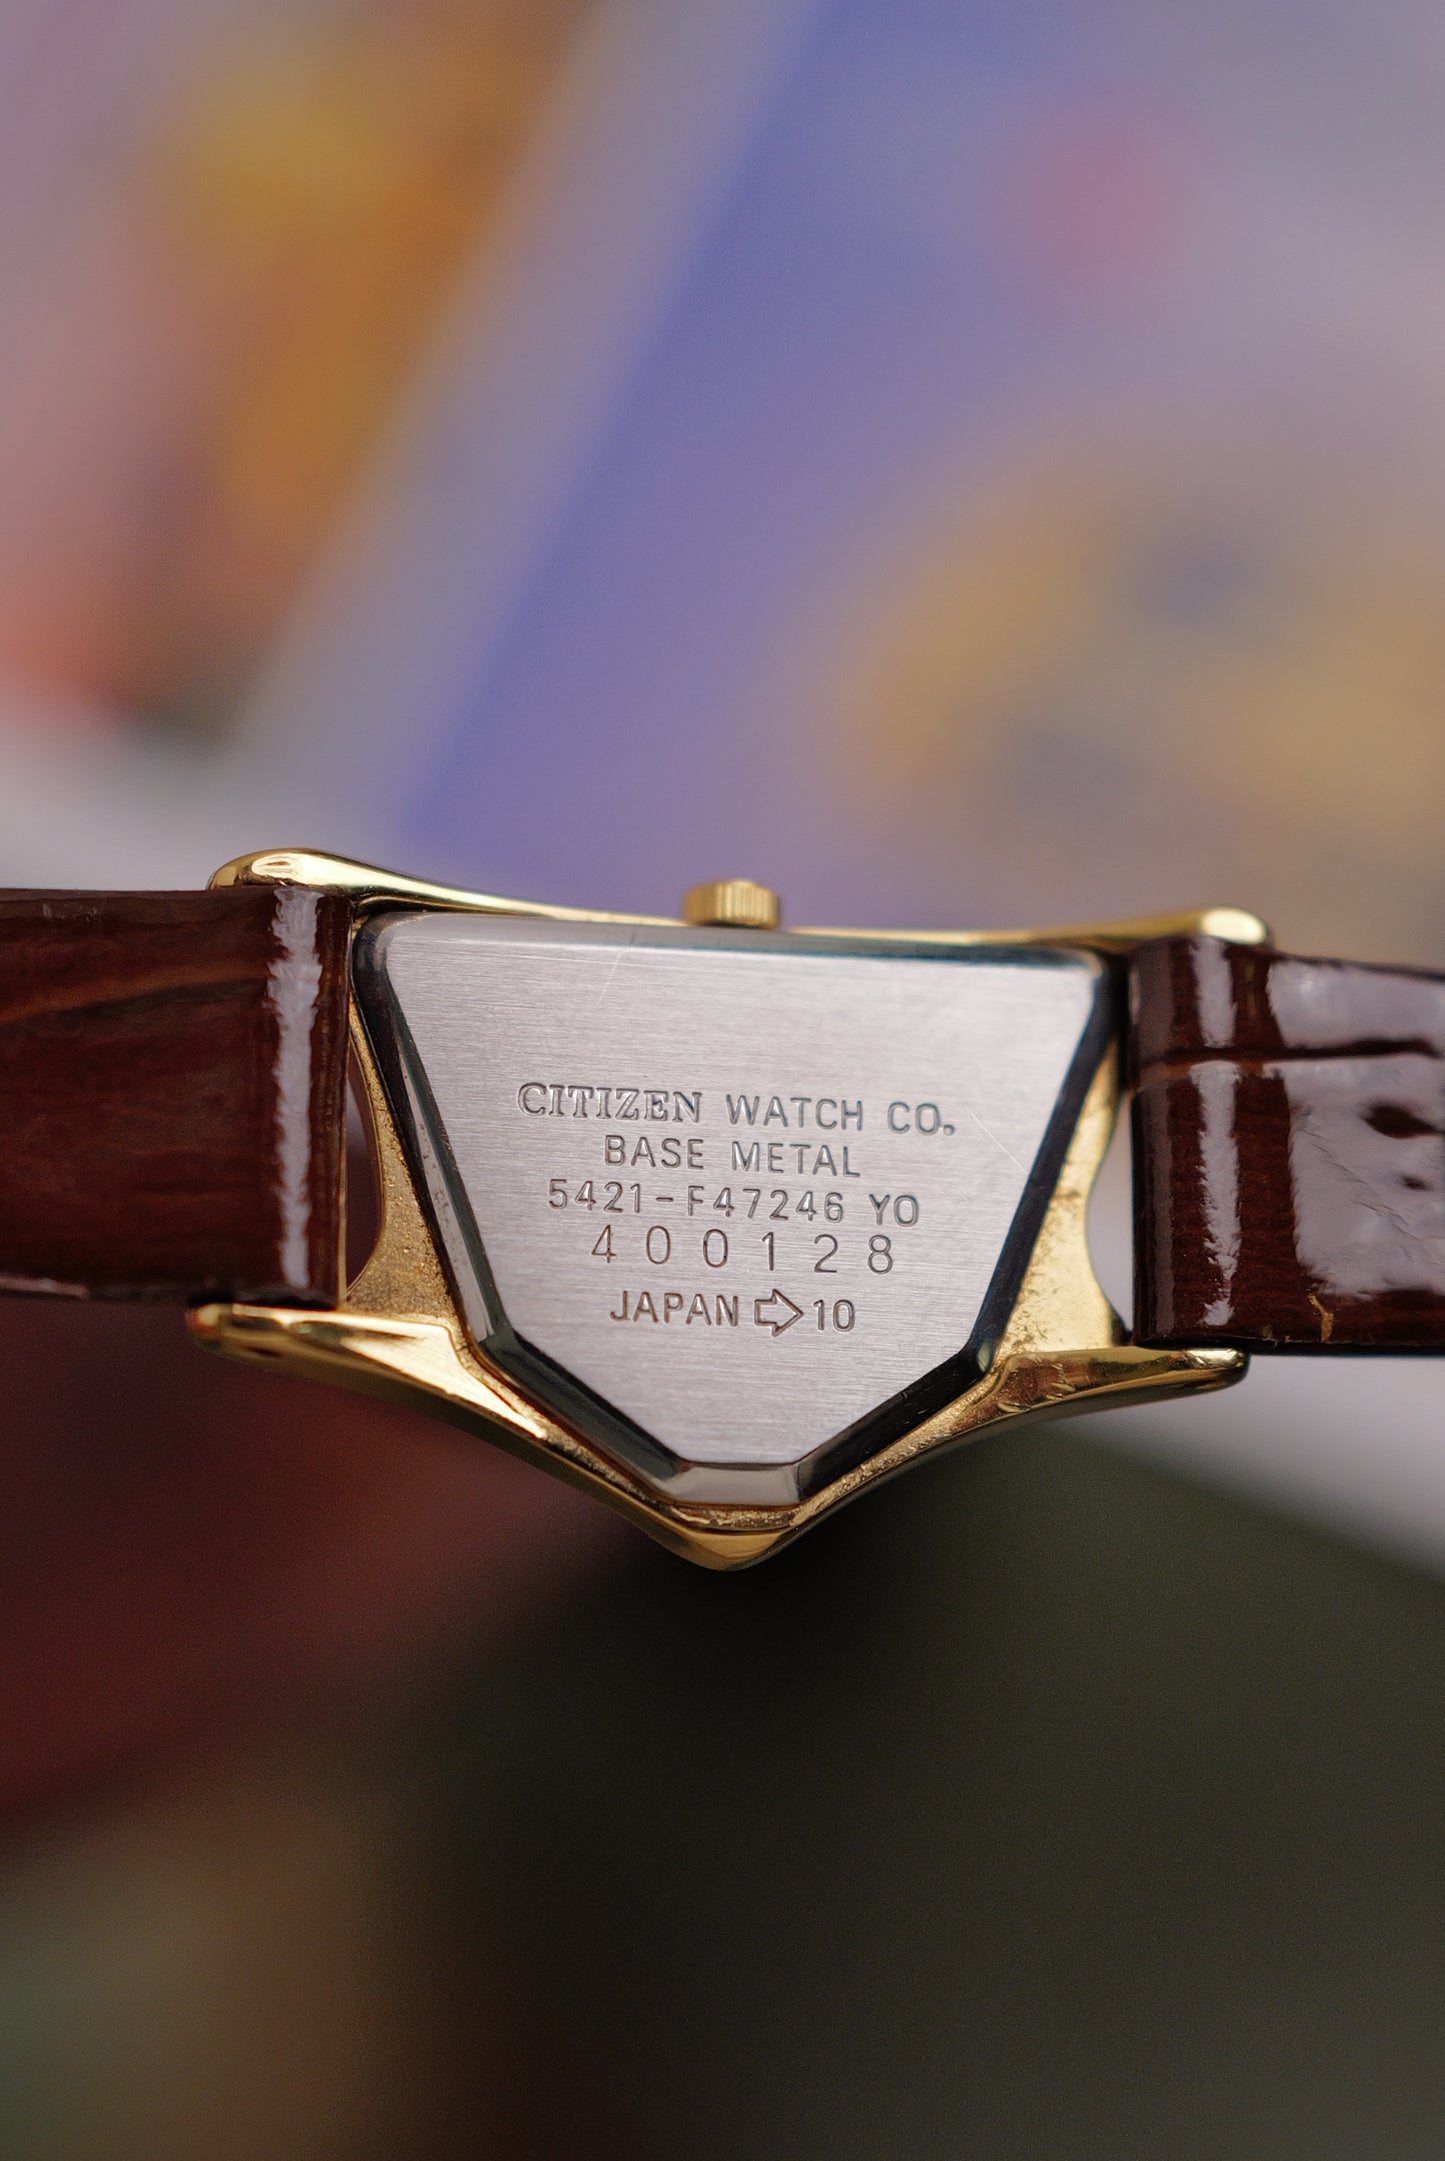 CITIZEN WATCH CO.
BASE METAL
5421-F47246 YO
400128
JAPAN ⇨ 10